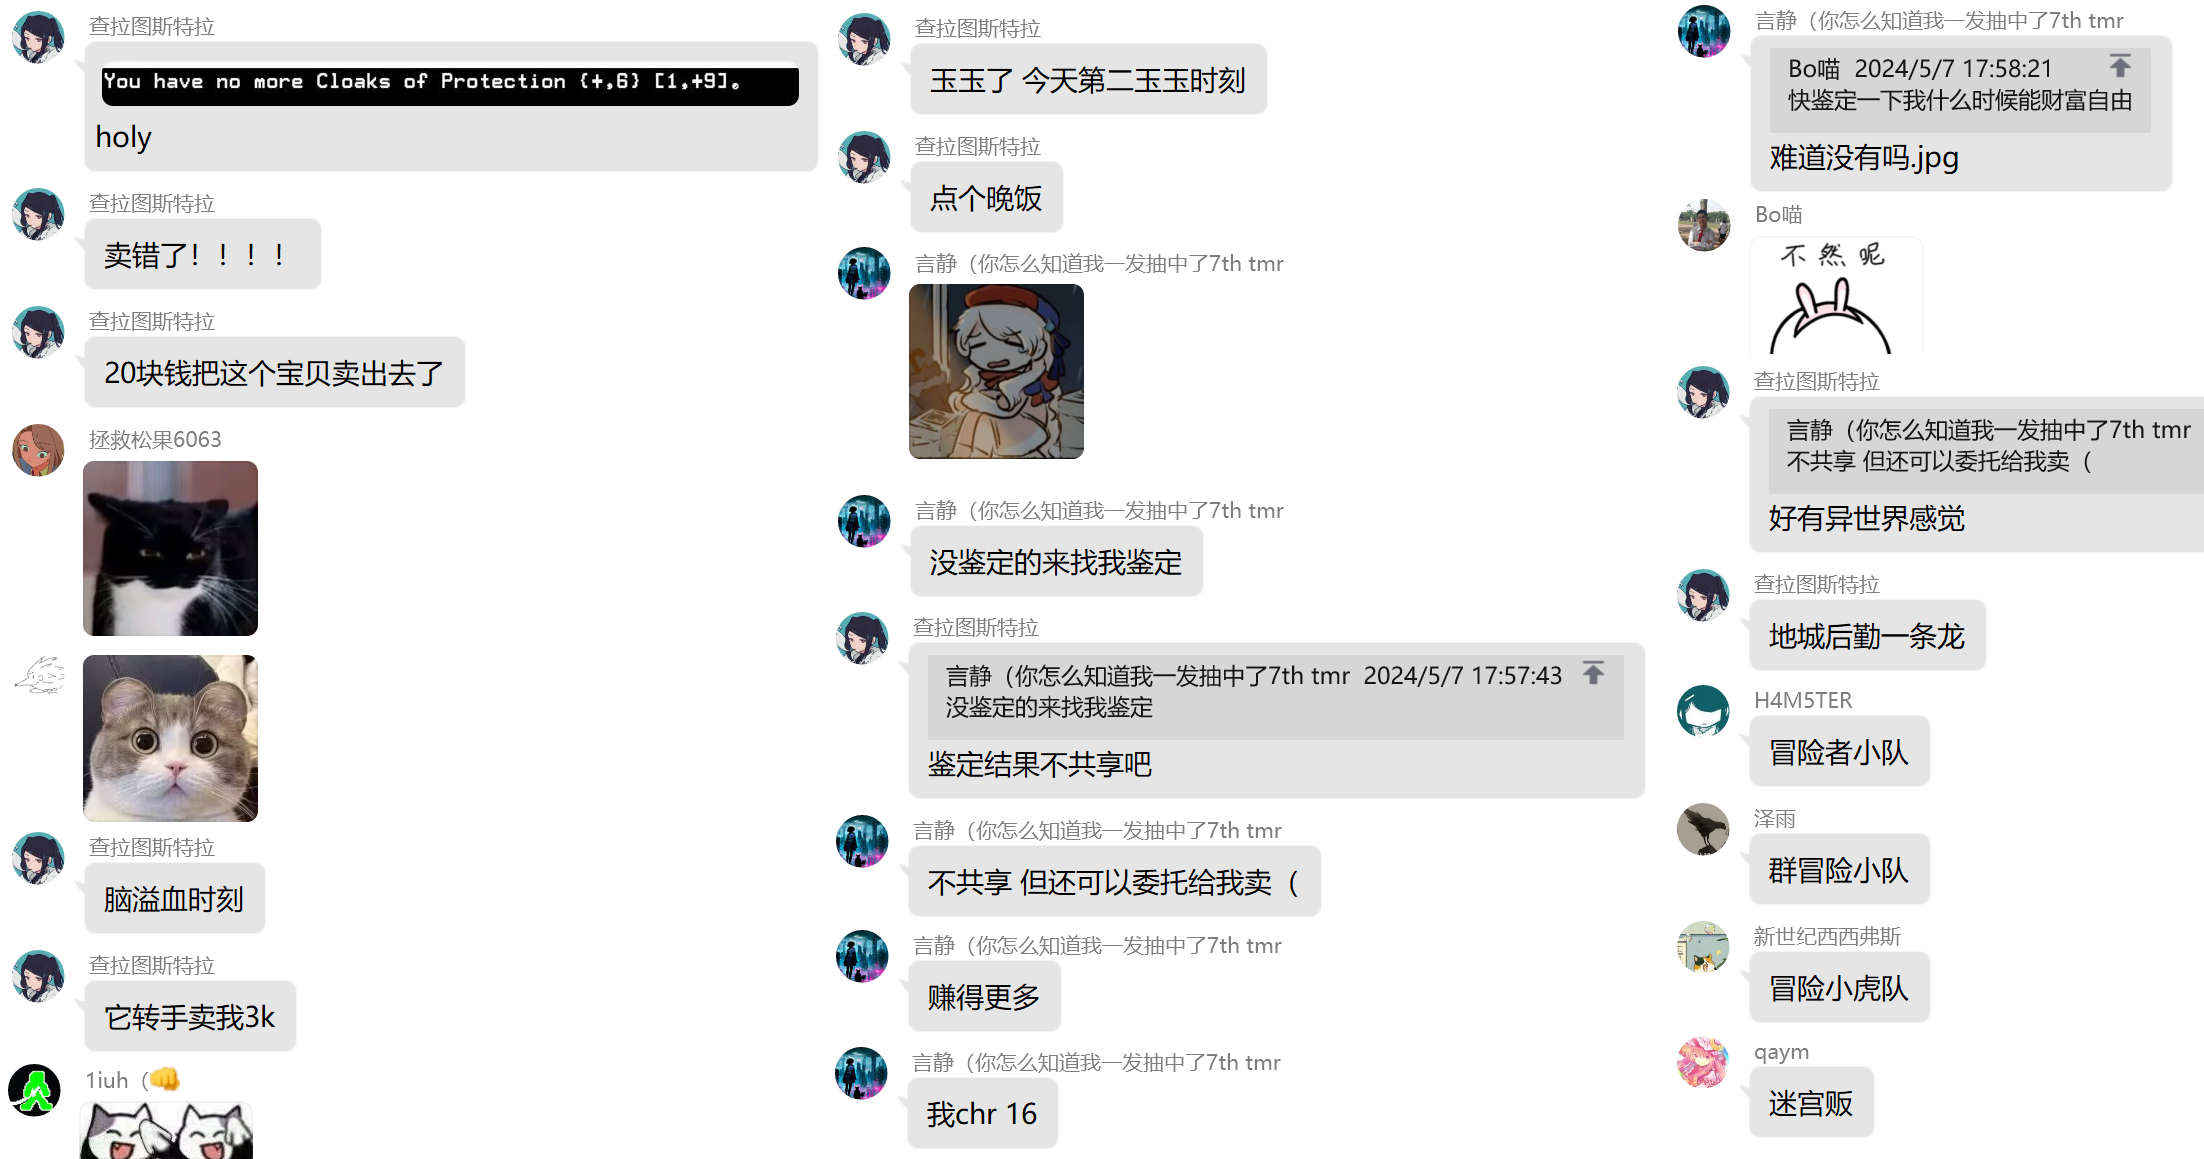 查拉图斯特拉
You have no more Cloaks of Protection {+,6} [1,+9]。
holy
查拉图斯特拉
卖错了！！！！
查拉图斯特拉
20块钱把这个宝贝卖出去了
拯救松果6063
查拉图斯特拉
脑溢血时刻
查拉图斯特拉
它转手卖我3k
1iuh（👊
查拉图斯特拉
玉玉了 今天第二玉玉时刻
查拉图斯特拉
点个晚饭
言静（你怎么知道我一发抽中了7th tmr
言静（你怎么知道我一发抽中了7th tmr
没鉴定的来找我鉴定
查拉图斯特拉
言静（你怎么知道我一发抽中了7th tmr 2024/5/7 17:57:43
没鉴定的来找我鉴定
鉴定结果不共享吧
言静（你怎么知道我一发抽中了7th tmr
不共享 但还可以委托给我卖（
言静（你怎么知道我一发抽中了7th tmr
赚得更多
言静（你怎么知道我一发抽中了7th tmr
我chr 16
言静（你怎么知道我一发抽中了7th tmr
Bo喵 2024/5/7 17:58:21
快鉴定一下我什么时候能财富自由
难道没有吗.jpg
Bo喵
不然呢
查拉图斯特拉
言静（你怎么知道我一发抽中了7th tmr
不共享 但还可以委托给我卖（
好有异世界感觉
查拉图斯特拉
地城后勤一条龙
H4M5TER
冒险者小队
泽雨
群冒险小队
新世纪西西弗斯
冒险小虎队
qaym
迷宫贩